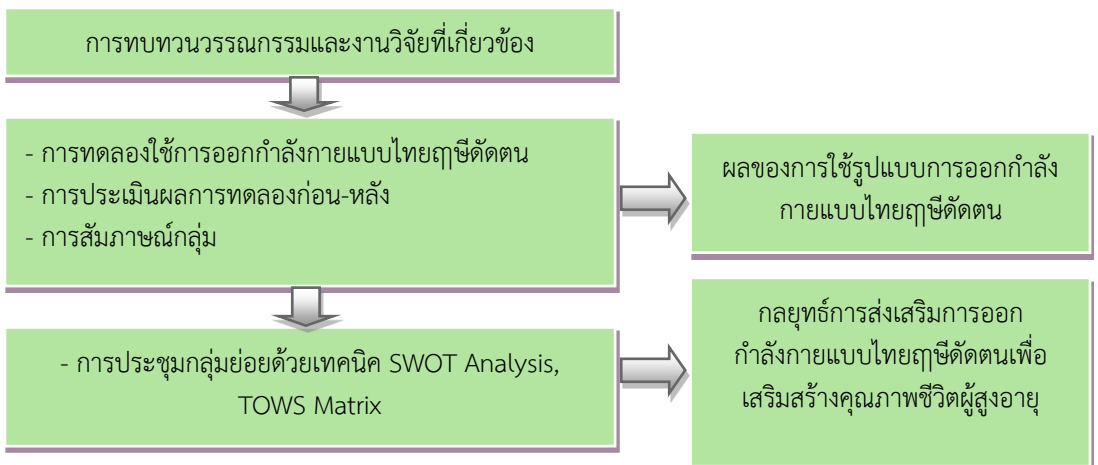 การทบทวนวรรณกรรมและงานวิจัยที่เกี่ยวข้อง
- การทดลองใช้การออกกำลังกายแบบไทยฤๅษีดัดตน
- การประเมินผลการทดลองก่อน-หลัง
- การสัมภาษณ์กลุ่ม
ผลของการใช้รูปแบบการออกกำลัง
กายแบบไทยฤๅษีดัดตน
- การประชุมกลุ่มย่อยด้วยเทคนิค SWOT Analysis,
TOWS Matrix
กลยุทธ์การส่งเสริมการออก
กำลังกายแบบไทยฤๅษีดัดตนเพื่อ
เสริมสร้างคุณภาพชีวิตผู้สูงอายุ